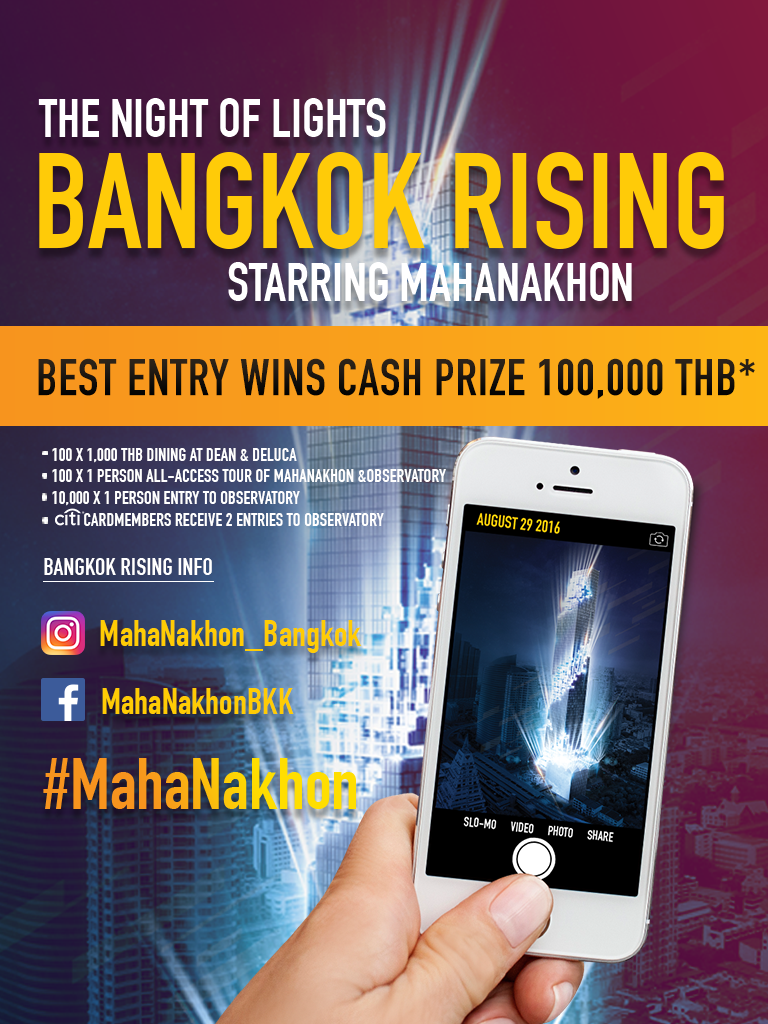 THE NIGHT OF LIGHTS
BANGKOK RISING
STARRING MAHANAKHON
BEST ENTRY WINS CASH PRIZE 100,000 THB*
- 100 X 1,000 THB DINING AT DEAN & DELUCA
- 100 X 1 PERSON ALL-ACCESS TOUR OF MAHANAKHON &OBSERVATORY
- 10,000 X 1 PERSON ENTRY TO OBSERVATORY
- citi CARDMEMBERS RECEIVE 2 ENTRIES TO OBSERVATORY
BANGKOK RISING INFO
MahaNakhon_Bangkok
f MahaNakhonBKK
#MahaNakhon
AUGUST 29 2016
SLO-MO VIDEO PHOTO SHARE